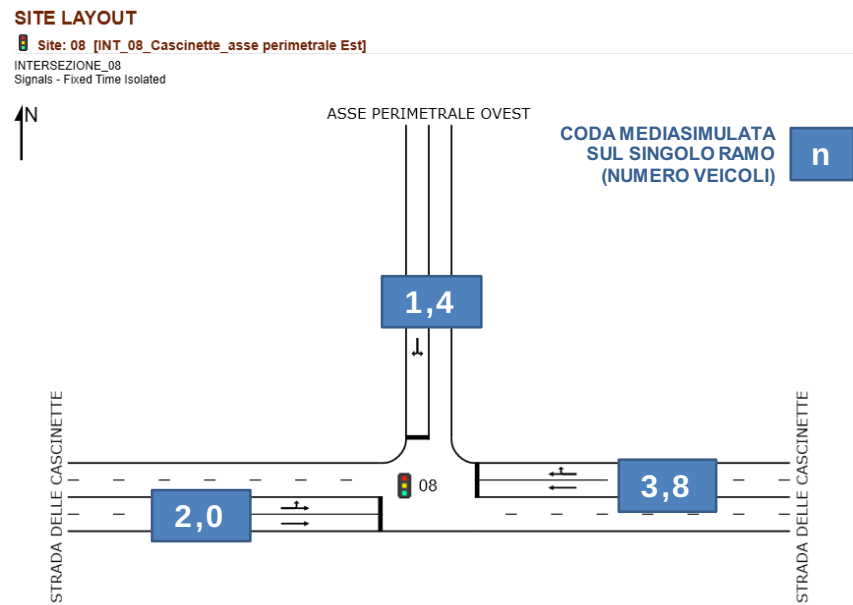 SITE LAYOUT
Site: 08 [INT_08_Cascinette_asse perimetrale Est]
INTERSEZIONE_08
Signals - Fixed Time Isolated
N
ASSE PERIMETRALE OVEST
CODA MEDIASIMULATA
SUL SINGOLO RAMO
(NUMERO VEICOLI)
n
1,4
STRADA DELLE CASCINETTE
08
3,8
2,0
STRADA DELLE CASCINETTE